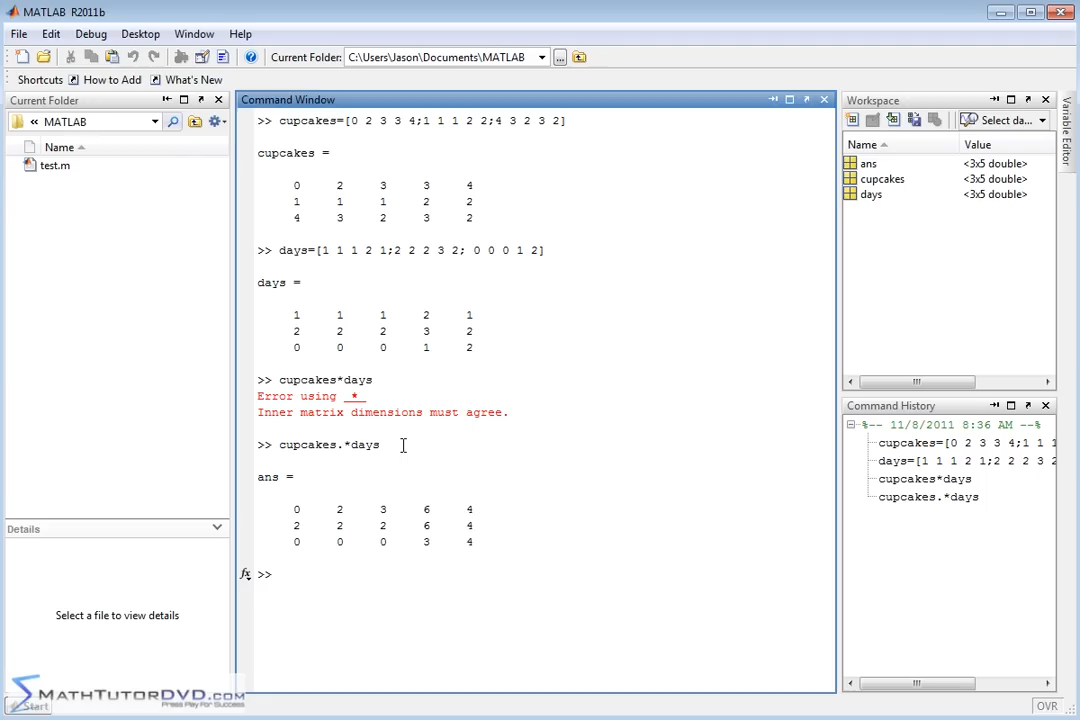 MATLAB R2011b
File Edit Debug Desktop Window Help
Current Folder: C:\Users\Jason\Documents\MATLAB ...
Shortcuts How to Add What's New
Current Folder
« MATLAB
Name
test.m
Details
Select a file to view details
Start
MathTutorDVD.com
Press Play For Success
Command Window
>> cupcakes=[0 2 3 3 4;1 1 1 2 2;4 3 2 3 2]
cupcakes =
0 2 3 3 4
1 1 1 2 2
4 3 2 3 2
>> days=[1 1 1 2 1;2 2 2 3 2; 0 0 0 1 2]
days =
1 1 1 2 1
2 2 2 3 2
0 0 0 1 2
>> cupcakes*days
Error using *
Inner matrix dimensions must agree.
>> cupcakes.*days
ans =
0 2 3 6 4
2 2 2 6 4
0 0 0 3 4
fx >>
Workspace
Select da...
Name Value
ans <3x5 double>
cupcakes <3x5 double>
days <3x5 double>
Variable Editor
Command History
%-- 11/8/2011 8:36 AM --%
cupcakes=[0 2 3 3 4;1 1 1
days=[1 1 1 2 1;2 2 2 3 2
cupcakes*days
cupcakes.*days
OVR